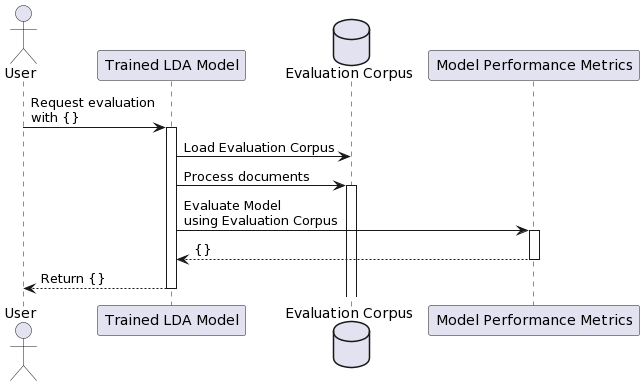 User
Trained LDA Model
Evaluation Corpus
Model Performance Metrics
Request evaluation
with {}
Load Evaluation Corpus
Process documents
Evaluate Model
using Evaluation Corpus
{}
Return {}
User
Trained LDA Model
Evaluation Corpus
Model Performance Metrics